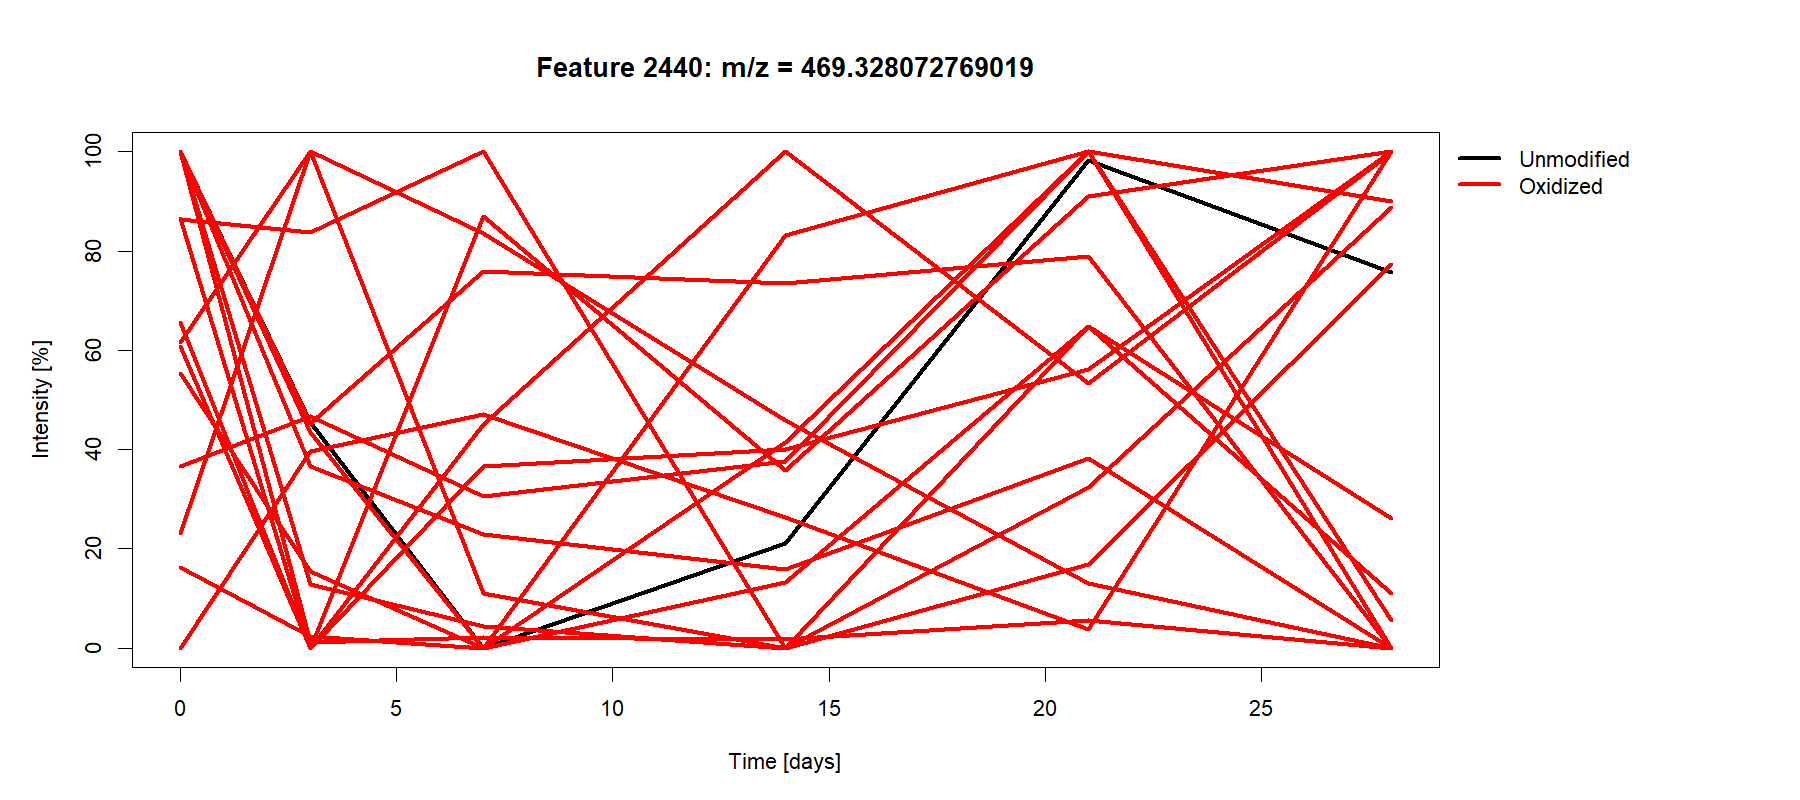 Feature 2440: m/z = 469.328072769019
Unmodified
Oxidized
Intensity [%]
100
80
60
40
20
0
0 5 10 15 20 25
Time [days]